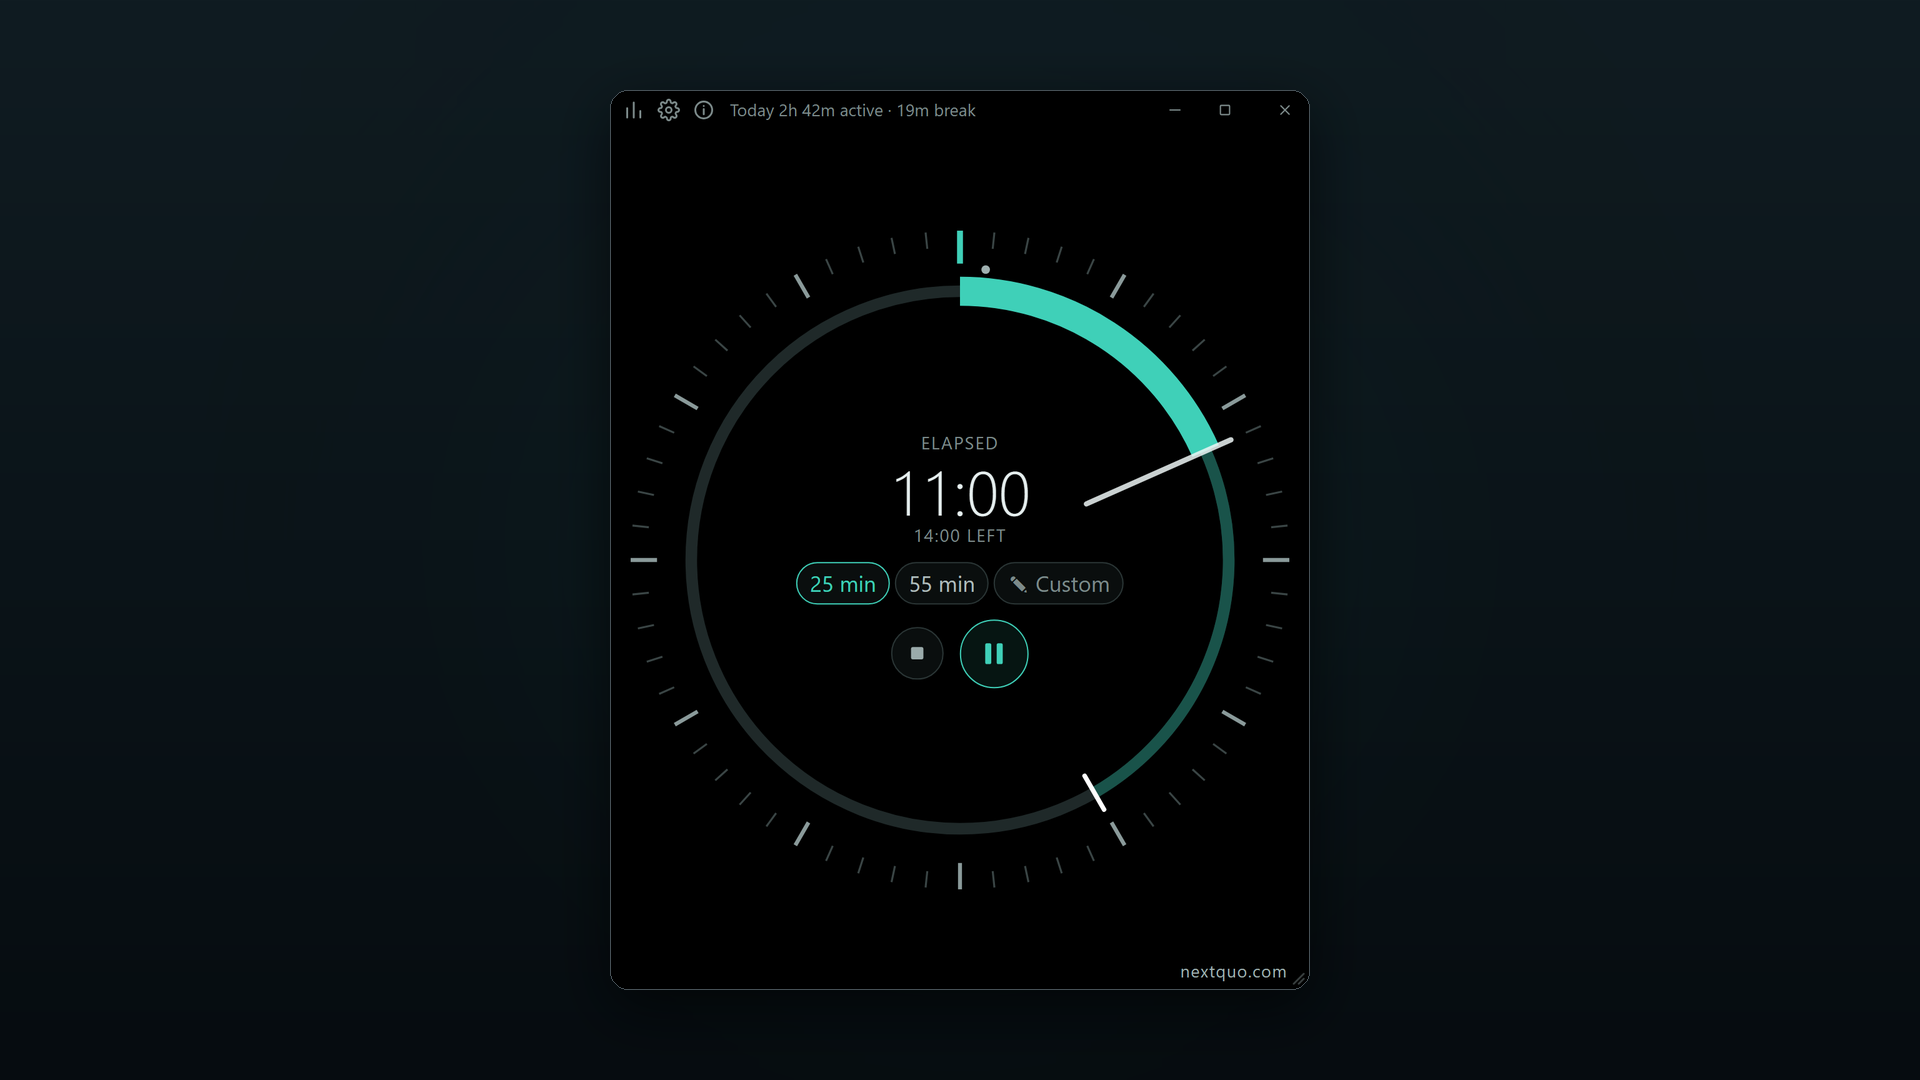 Today 2h 42m active · 19m break
ELAPSED
11:00
14:00 LEFT
25 min
55 min
Custom
nextquo.com